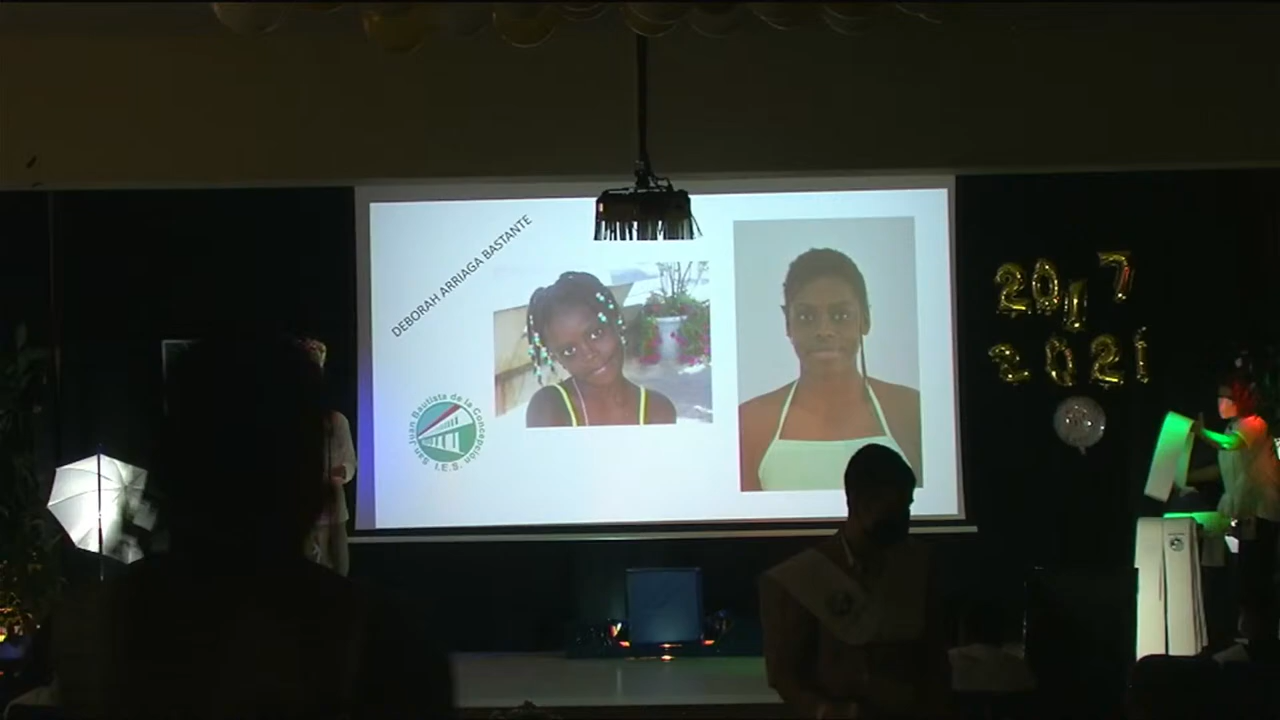 DEBORAH ARRIAGA BASTANTE
San Juan Bautista de la Concepción
I.E.S.
2017
2021